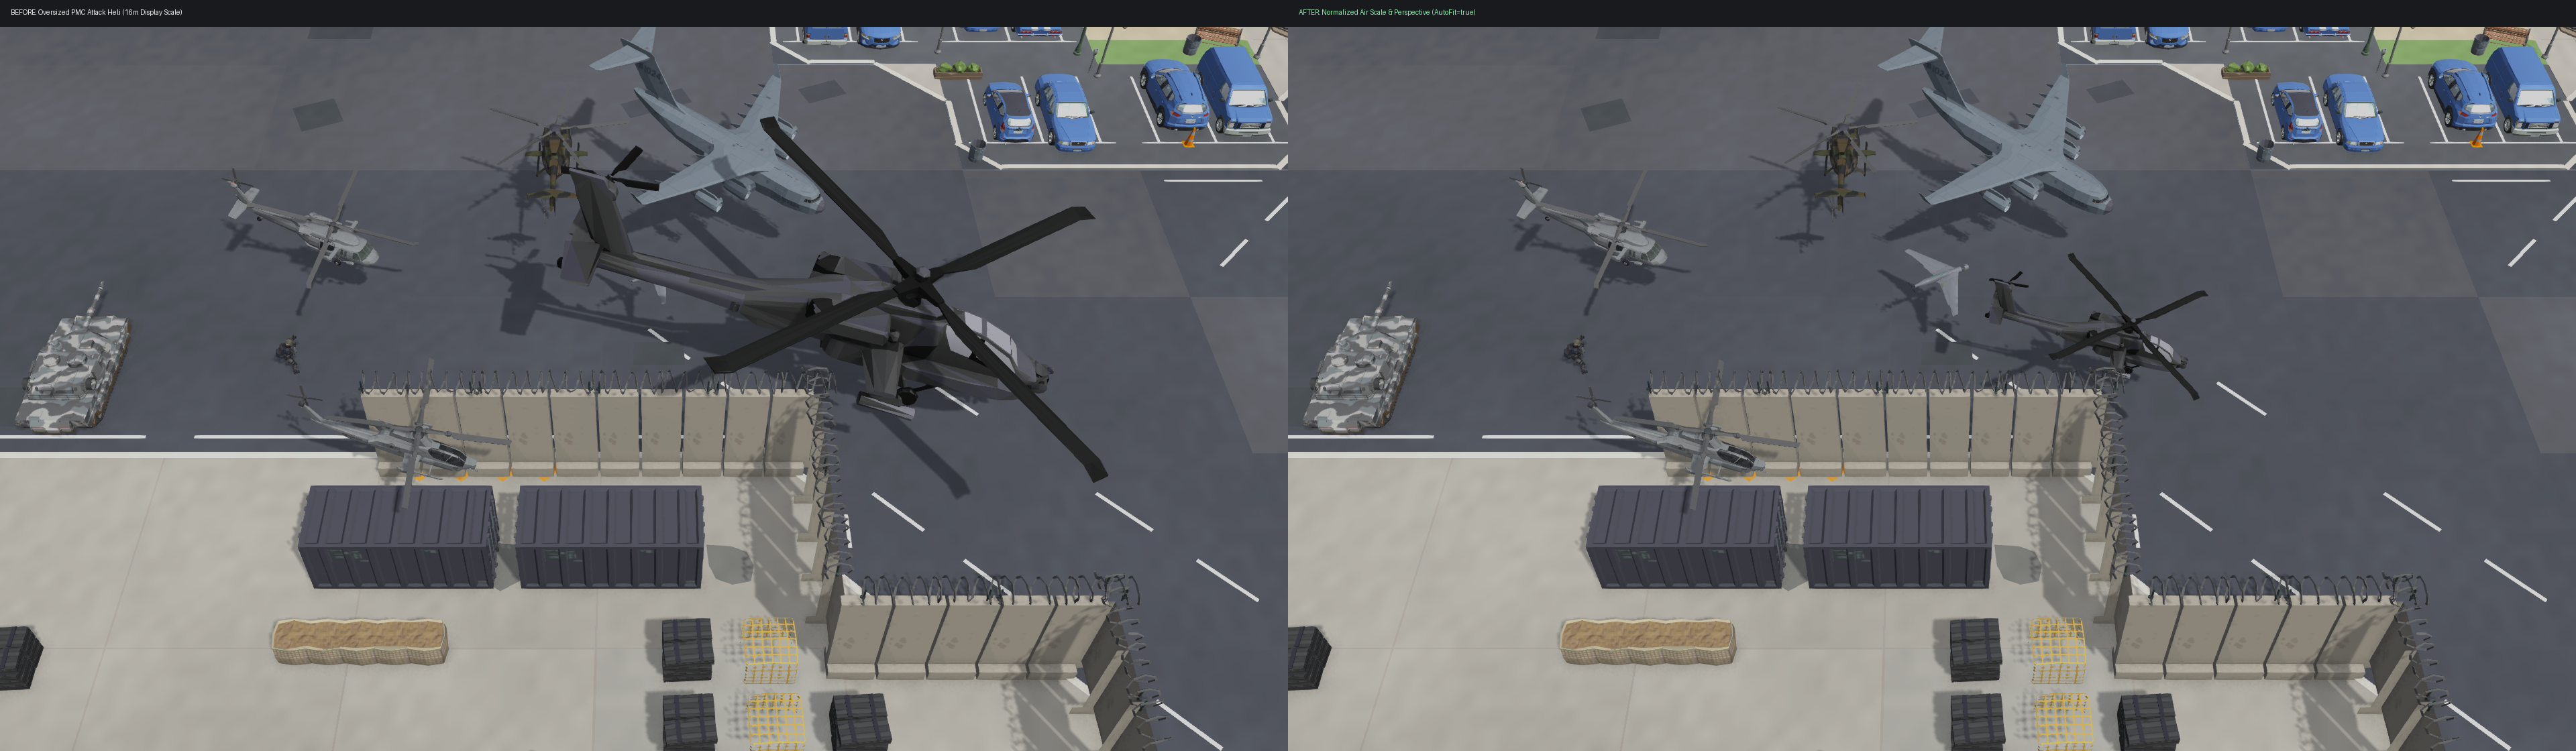 BEFORE: Oversized PMC Attack Heli (16m Display Scale)
AFTER: Normalized Air Scale & Perspective (AutoFit=true)